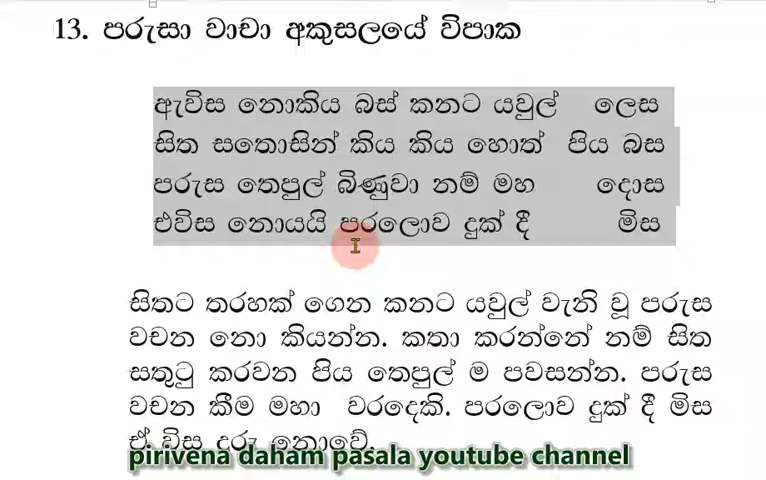 13. පරුසා වාචා අකුසලයේ විපාක
ඇවිස නොකිය බස් කනට යවුල් ලෙස
සිත සතොසින් කිය කිය හොත් පිය බස
පරුස තෙපුල් බිණුවා නම් මහ දොස
එවිස නොයයි පරලොව දුක් දී මිස
සිතට තරහක් ගෙන කනට යවුල් වැනි වූ පරුස
වචන නො කියන්න. කතා කරන්නේ නම් සිත
සතුටු කරවන පිය තෙපුල් ම පවසන්න. පරුස
වචන කීම මහා වරදෙකි. පරලොව දුක් දී මිස
ඒ විස දුරු නොවේ.
pirivena daham pasala youtube channel